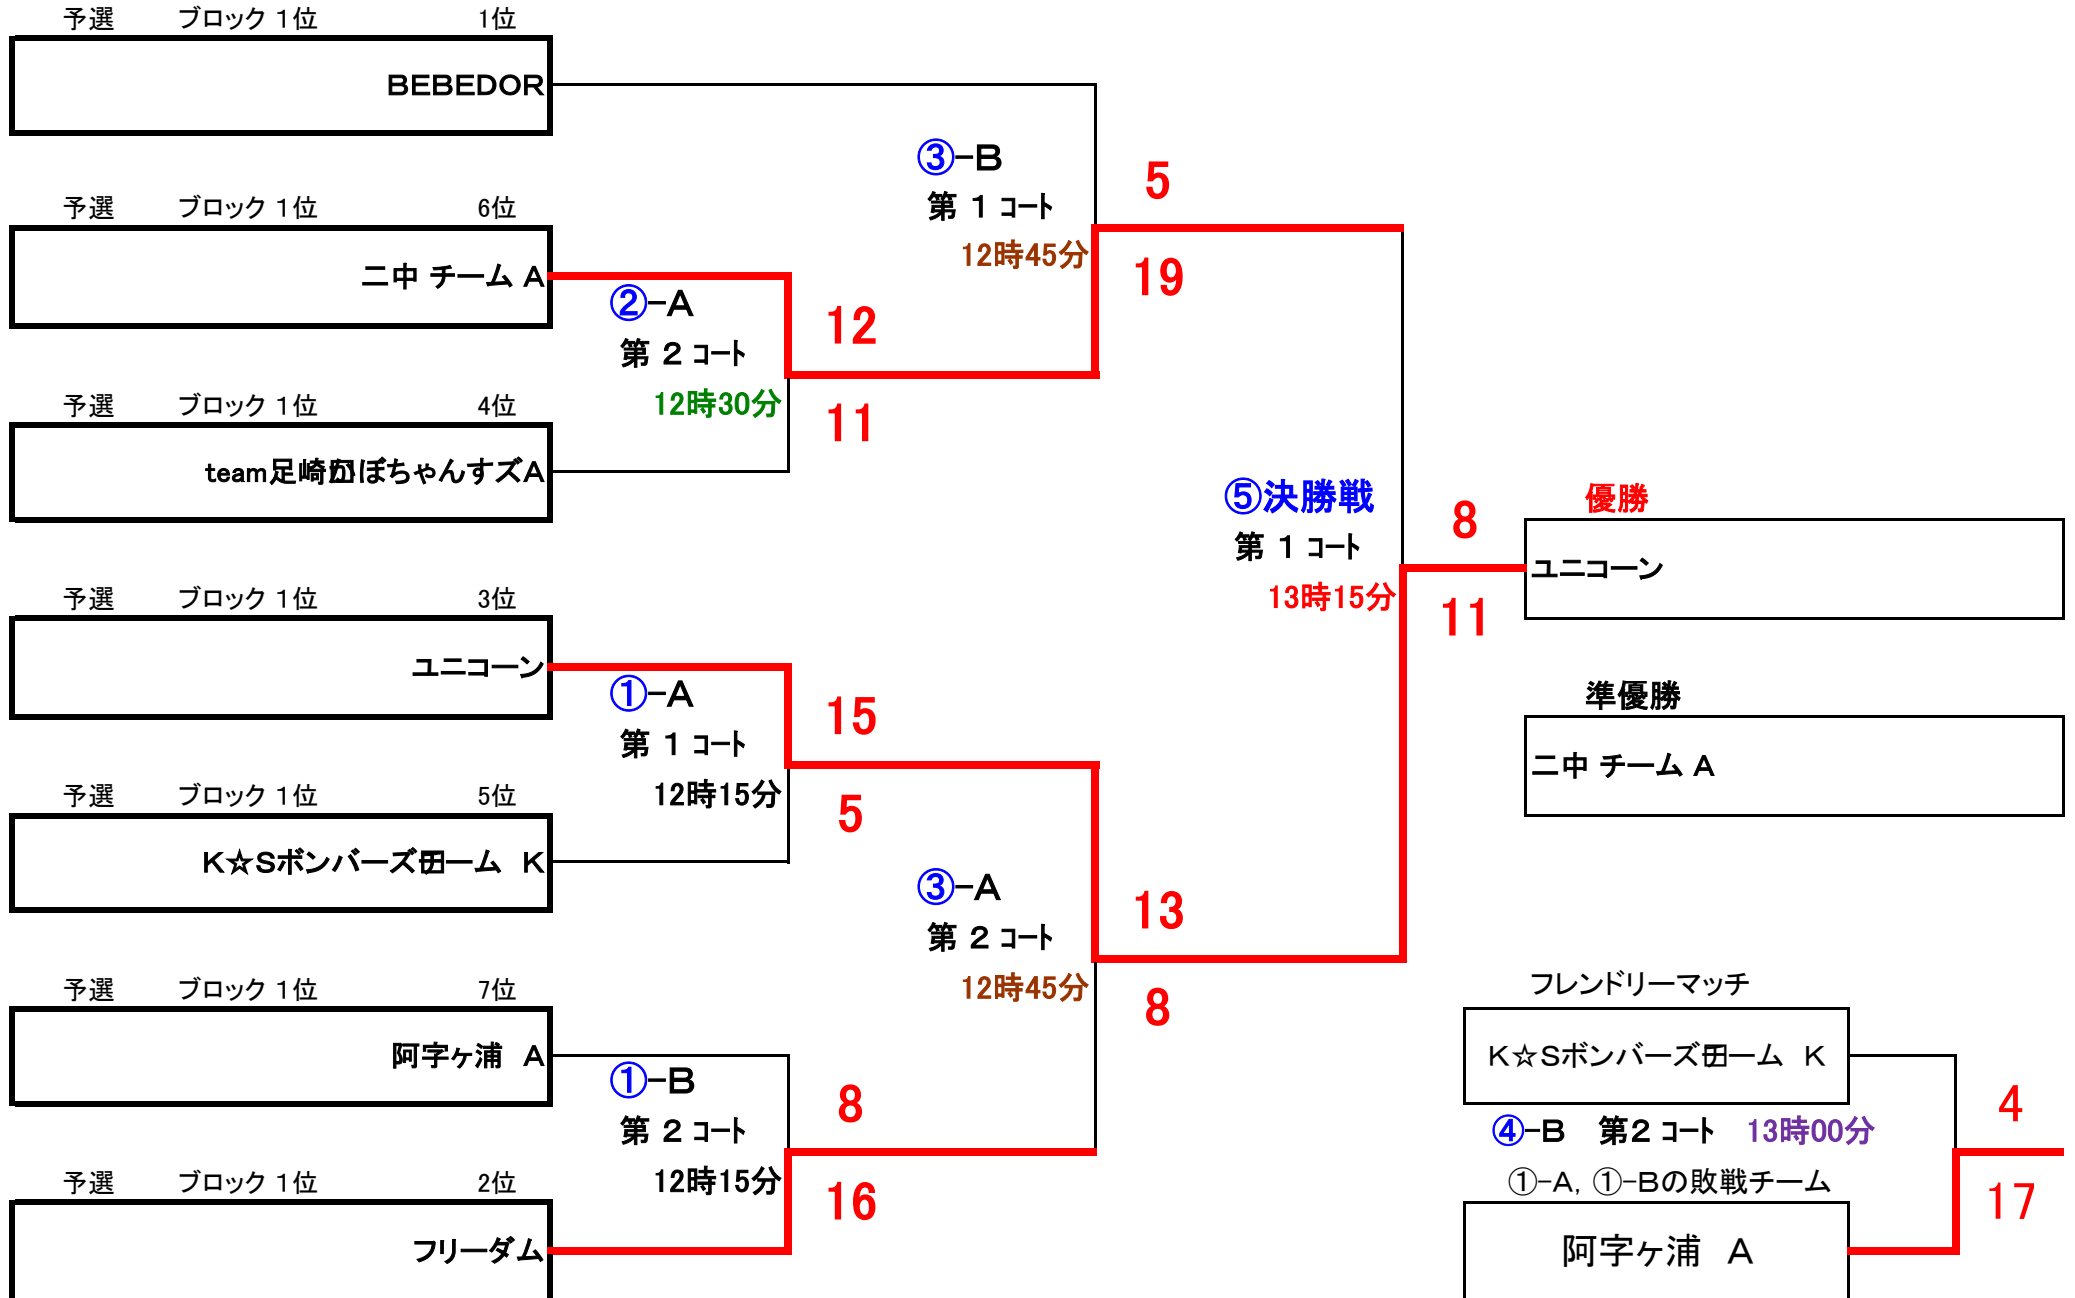 予選 ブロック 1位 1位
BEBEDOR
③-B
第 1 コート
12時45分
5
19
予選 ブロック 1位 6位
二中 チーム A
②-A
第 2 コート
12時30分
12
11
予選 ブロック 1位 4位
team足崎 かぼちゃんすズA
⑤決勝戦
第 1 コート
13時15分
8
11
優勝
ユニコーン
準優勝
二中 チーム A
予選 ブロック 1位 3位
ユニコーン
①-A
第 1 コート
12時15分
15
5
予選 ブロック 1位 5位
K☆Sボンバーズ チーム K
③-A
第 2 コート
12時45分
13
8
予選 ブロック 1位 7位
阿字ヶ浦 A
①-B
第 2 コート
12時15分
8
16
予選 ブロック 1位 2位
フリーダム
フレンドリーマッチ
K☆Sボンバーズ チーム K
④-B 第2 コート 13時00分
①-A, ①-Bの敗戦チーム
阿字ヶ浦 A
4
17